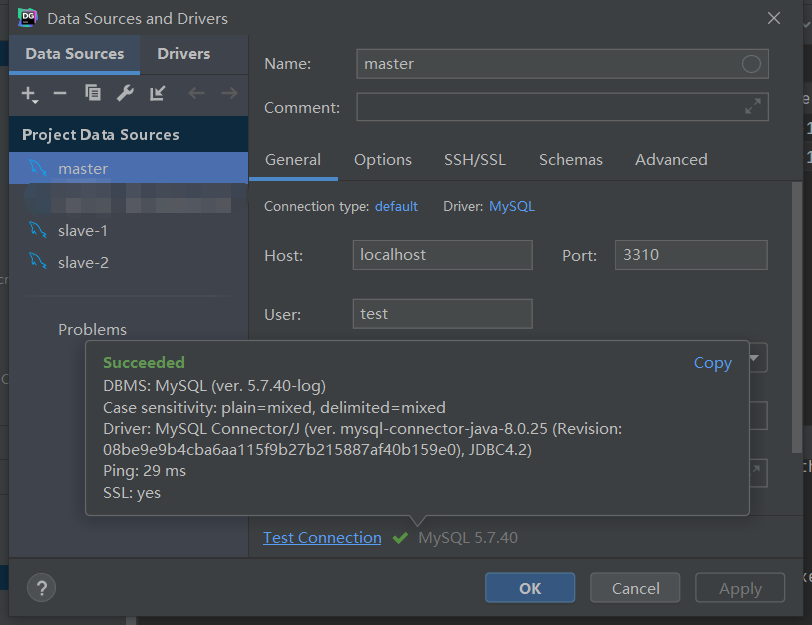 DG
Data Sources and Drivers
Data Sources
Drivers
Project Data Sources
master
slave-1
slave-2
Problems
Name:
master
Comment:
General
Options
SSH/SSL
Schemas
Advanced
Connection type: default
Driver: MySQL
Host:
localhost
Port:
3310
User:
test
Succeeded
Copy
DBMS: MySQL (ver. 5.7.40-log)
Case sensitivity: plain=mixed, delimited=mixed
Driver: MySQL Connector/J (ver. mysql-connector-java-8.0.25 (Revision:
08be9e9b4cba6aa115f9b27b215887af40b159e0), JDBC4.2)
Ping: 29 ms
SSL: yes
Test Connection
MySQL 5.7.40
?
OK
Cancel
Apply